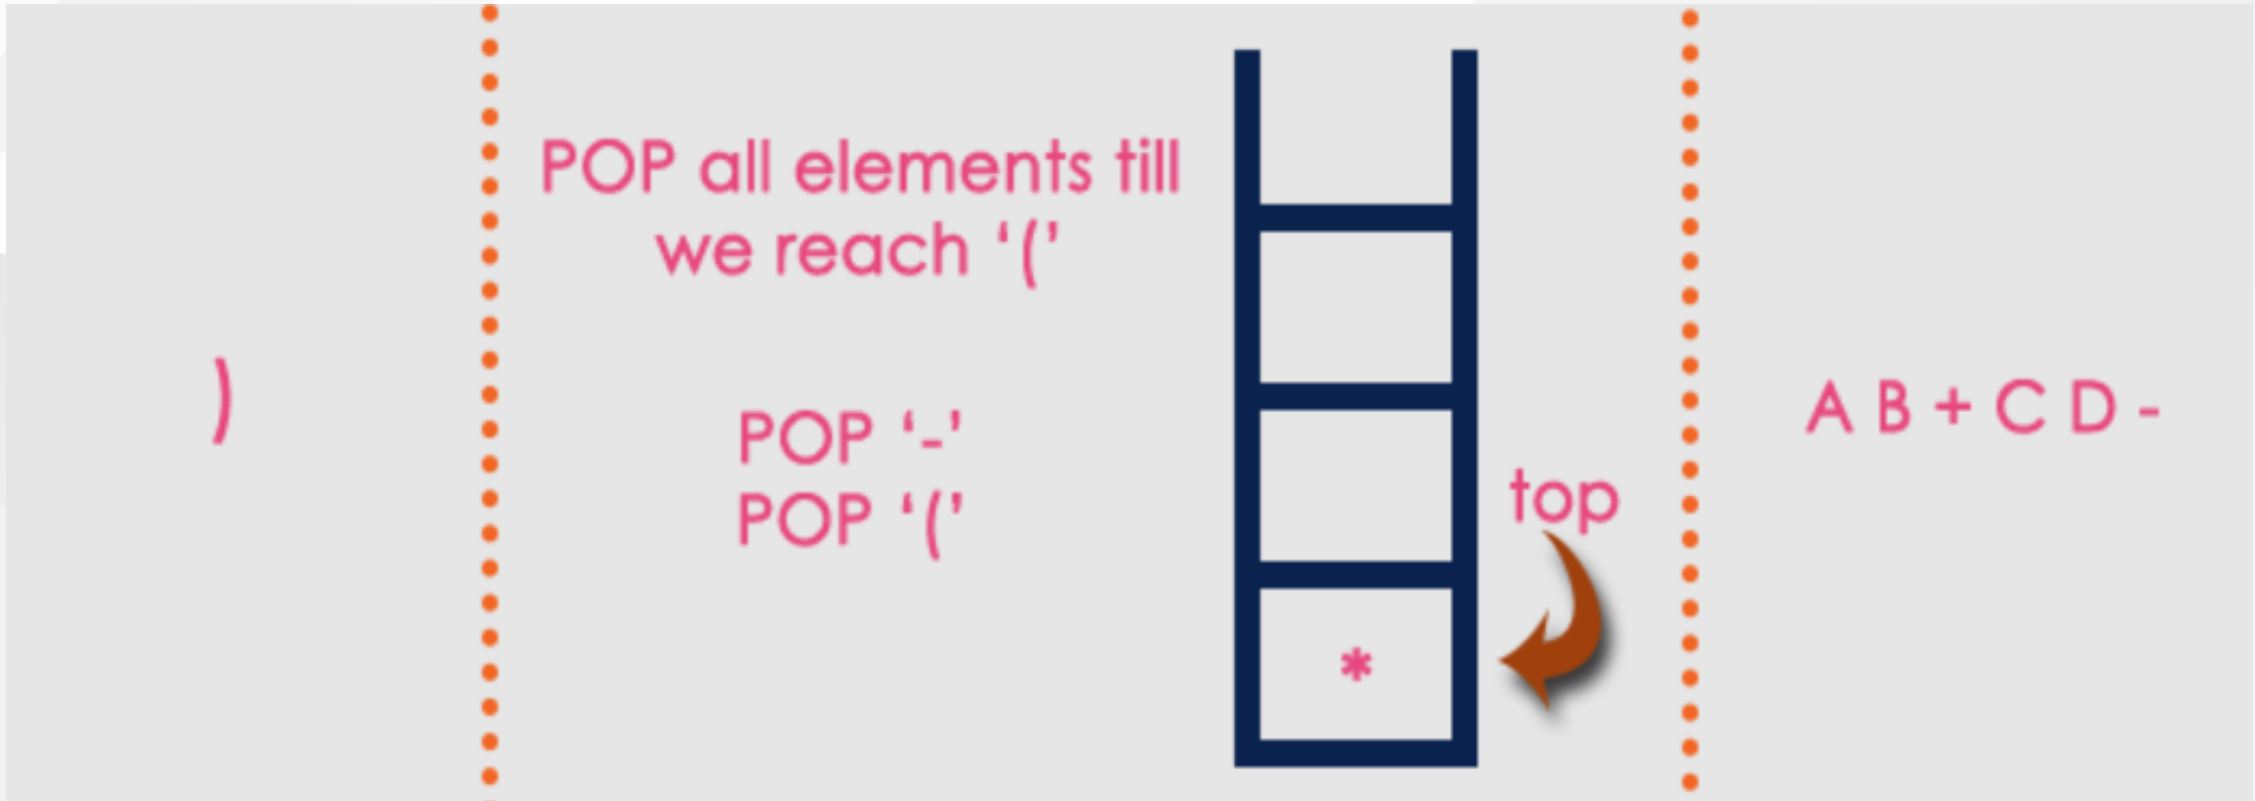 )
POP all elements till
we reach ‘(’
POP ‘-’
POP ‘(’
*
top
A B + C D -